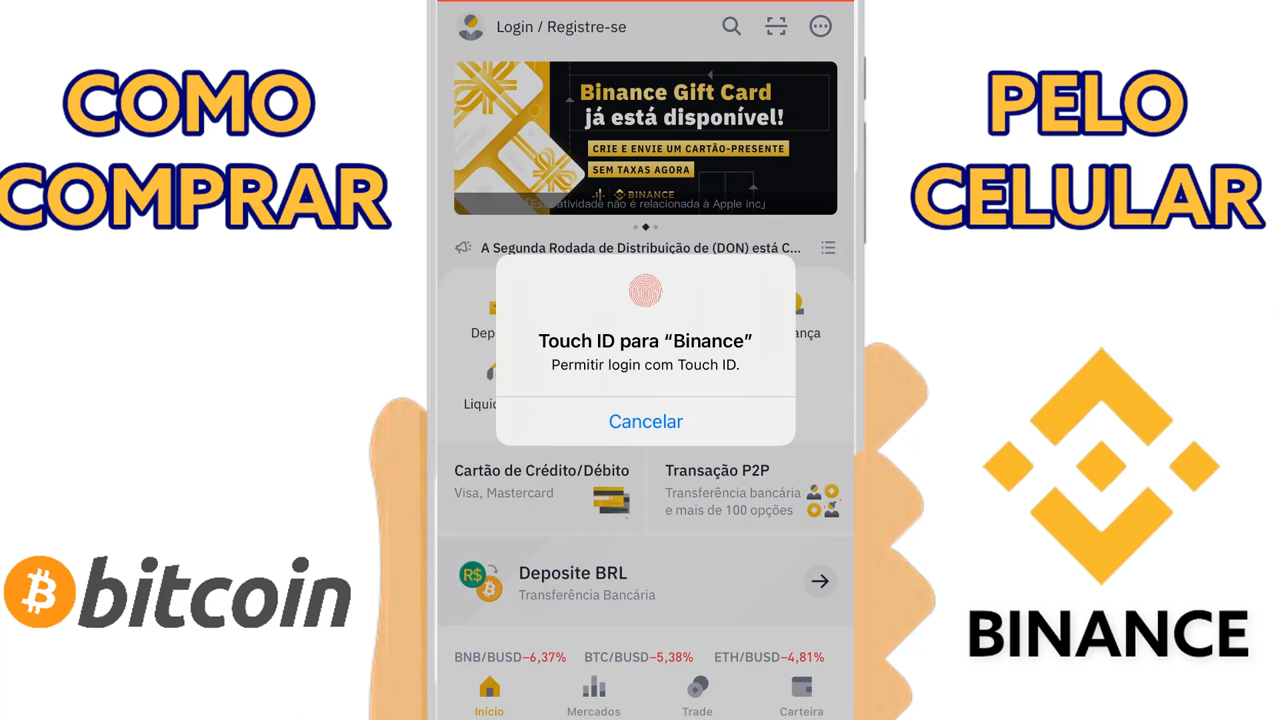 COMO
COMPRAR
PELO
CELULAR
Login / Registre-se
Binance Gift Card
já está disponível!
CRIE E ENVIE UM CARTÃO-PRESENTE
SEM TAXAS AGORA
BINANCE
「Esta atividade não é relacionada à Apple inc」
A Segunda Rodada de Distribuição de (DON) está C...
Touch ID para “Binance”
Permitir login com Touch ID.
Cancelar
Cartão de Crédito/Débito
Visa, Mastercard
Transação P2P
Transferência bancária
e mais de 100 opções
R$
Deposite BRL
Transferência Bancária
BNB/BUSD -6,37%
BTC/BUSD -5,38%
ETH/BUSD -4,81%
Início
Mercados
Trade
Carteira
bitcoin
BINANCE